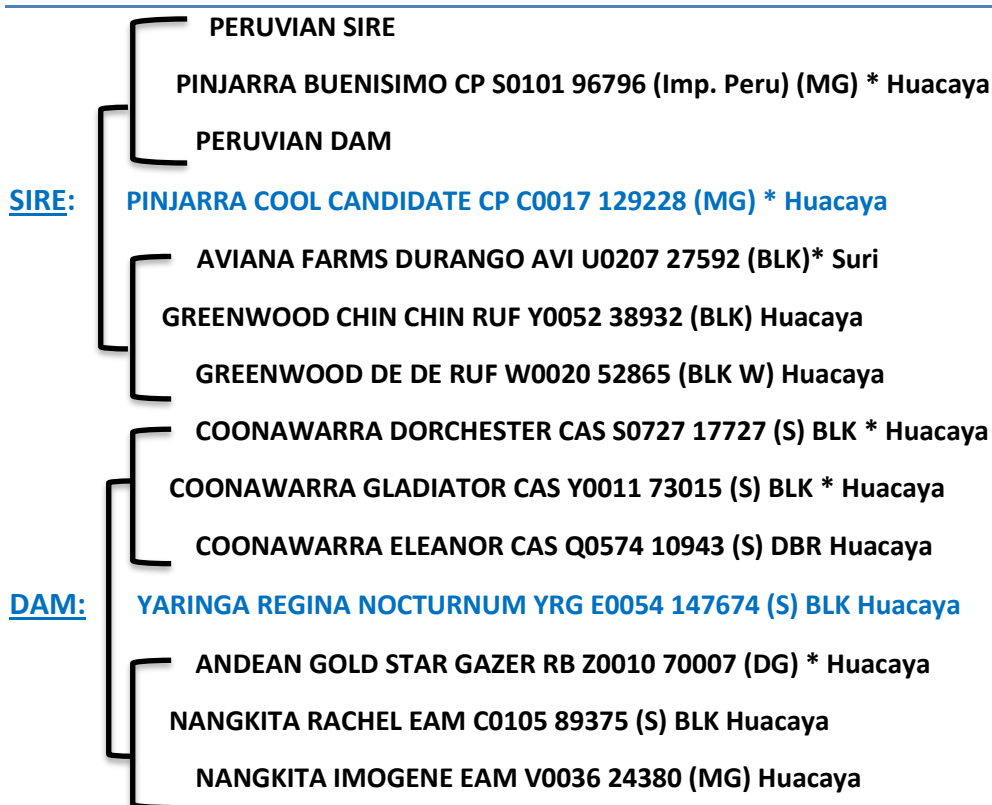 PERUVIAN SIRE
PINJARRA BUENISIMO CP S0101 96796 (Imp. Peru) (MG) * Huacaya
PERUVIAN DAM
SIRE: PINJARRA COOL CANDIDATE CP C0017 129228 (MG) * Huacaya
AVIANA FARMS DURANGO AVI U0207 27592 (BLK)* Suri
GREENWOOD CHIN CHIN RUF Y0052 38932 (BLK) Huacaya
GREENWOOD DE DE RUF W0020 52865 (BLK W) Huacaya
COONAWARRA DORCHESTER CAS S0727 17727 (S) BLK * Huacaya
COONAWARRA GLADIATOR CAS Y0011 73015 (S) BLK * Huacaya
COONAWARRA ELEANOR CAS Q0574 10943 (S) DBR Huacaya
DAM: YARINGA REGINA NOCTURNUM YRG E0054 147674 (S) BLK Huacaya
ANDEAN GOLD STAR GAZER RB Z0010 70007 (DG) * Huacaya
NANGKITA RACHEL EAM C0105 89375 (S) BLK Huacaya
NANGKITA IMOGENE EAM V0036 24380 (MG) Huacaya